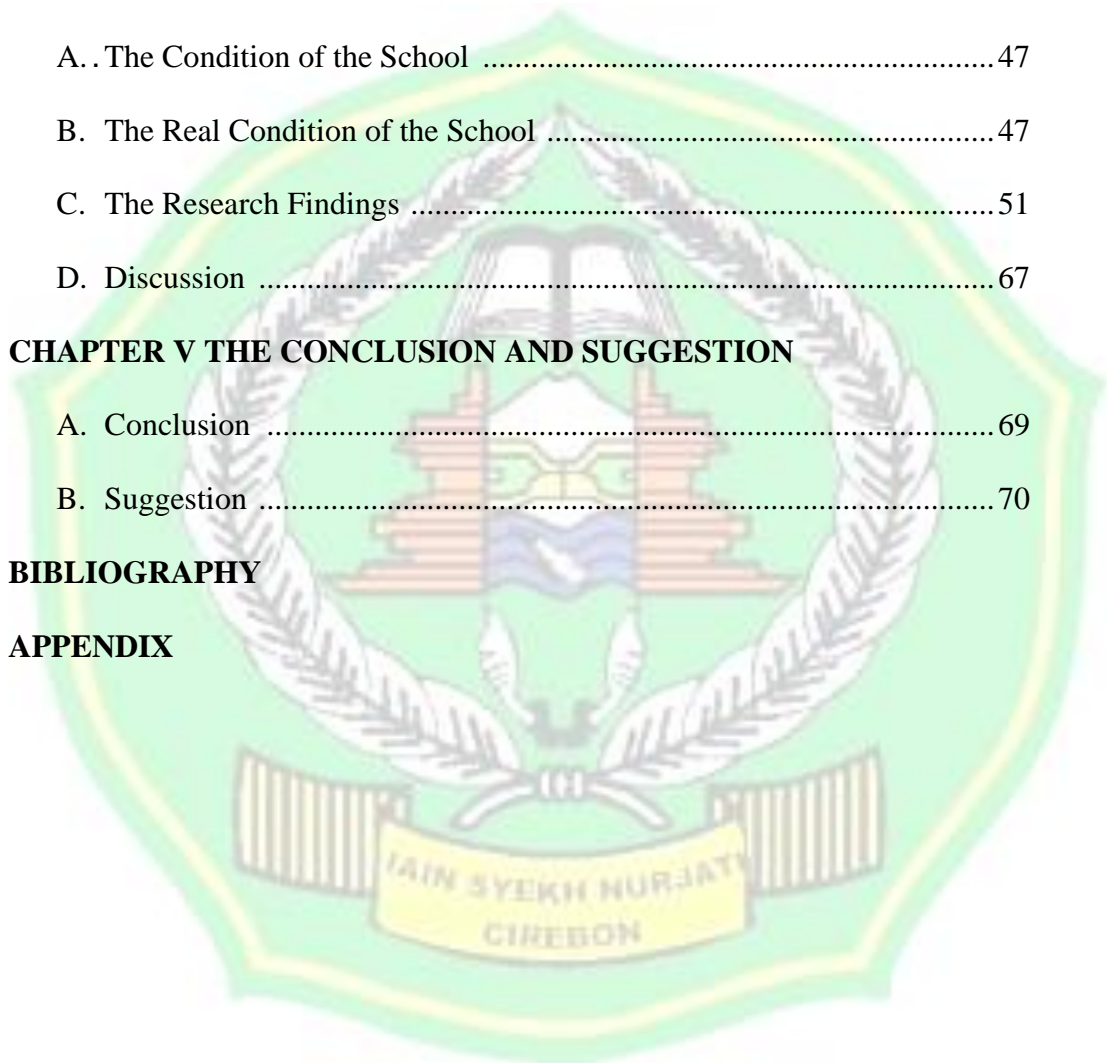 A. . The Condition of the School ................................................................ 47
B. The Real Condition of the School ........................................................ 47
C. The Research Findings ......................................................................... 51
D. Discussion ............................................................................................ 67
CHAPTER V THE CONCLUSION AND SUGGESTION
A. Conclusion ........................................................................................... 69
B. Suggestion ............................................................................................ 70
BIBLIOGRAPHY
APPENDIX
IAIN SYEKH NURJATI
CIREBON